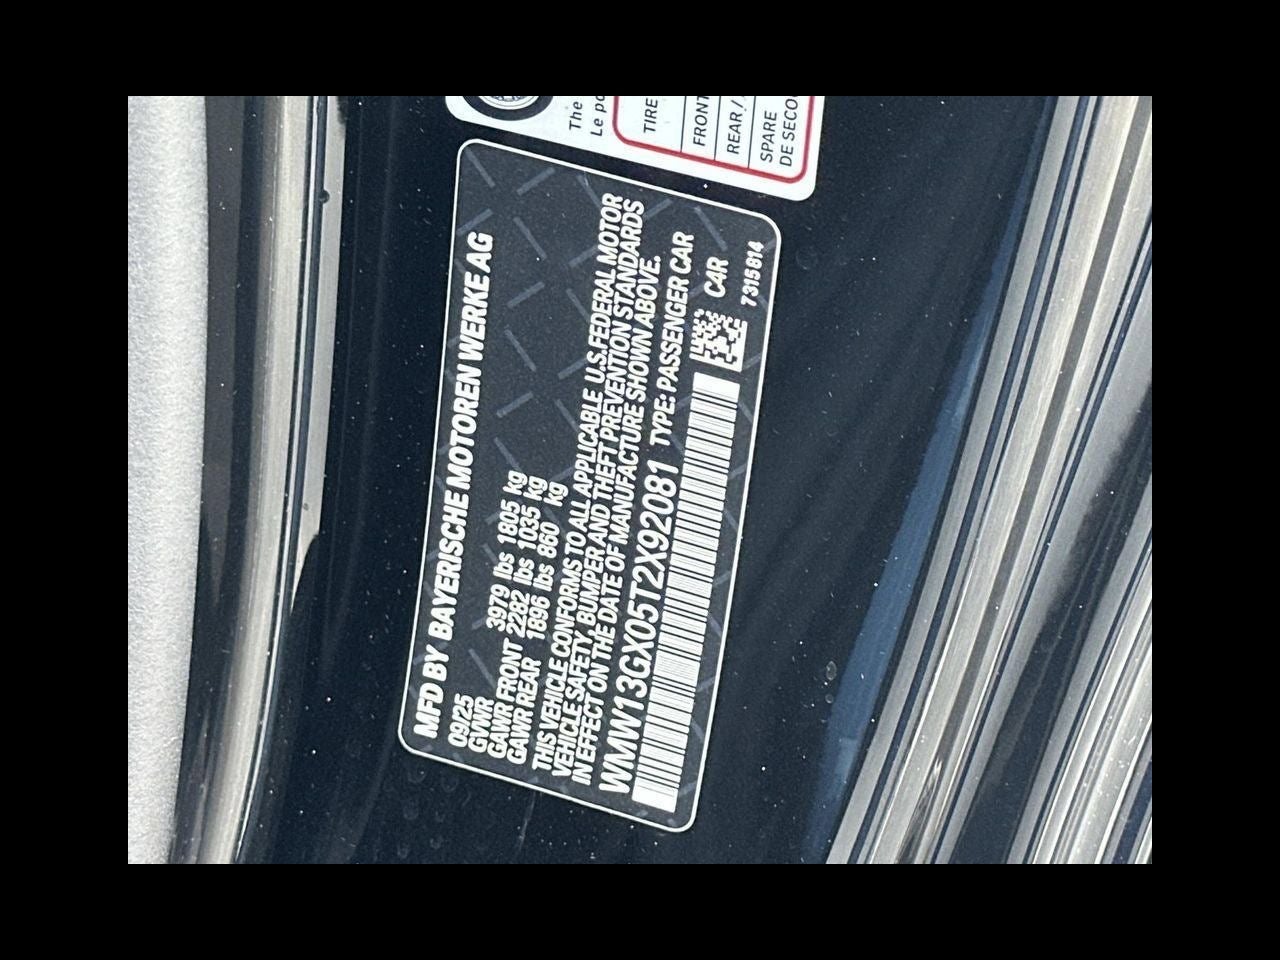 The
Le po
TIRE
FRONT
REAR/
SPARE
DE SECO
MFD BY BAYERISCHE MOTOREN WERKE AG
09/25
GVWR 3979 lbs 1805 kg
GAWR FRONT 2282 lbs 1035 kg
GAWR REAR 1896 lbs 860 kg
THIS VEHICLE CONFORMS TO ALL APPLICABLE U.S.FEDERAL MOTOR
VEHICLE SAFETY, BUMPER AND THEFT PREVENTION STANDARDS
IN EFFECT ON THE DATE OF MANUFACTURE SHOWN ABOVE.
WMW13GX05T2X92081 TYPE: PASSENGER CAR
C4R
7315814